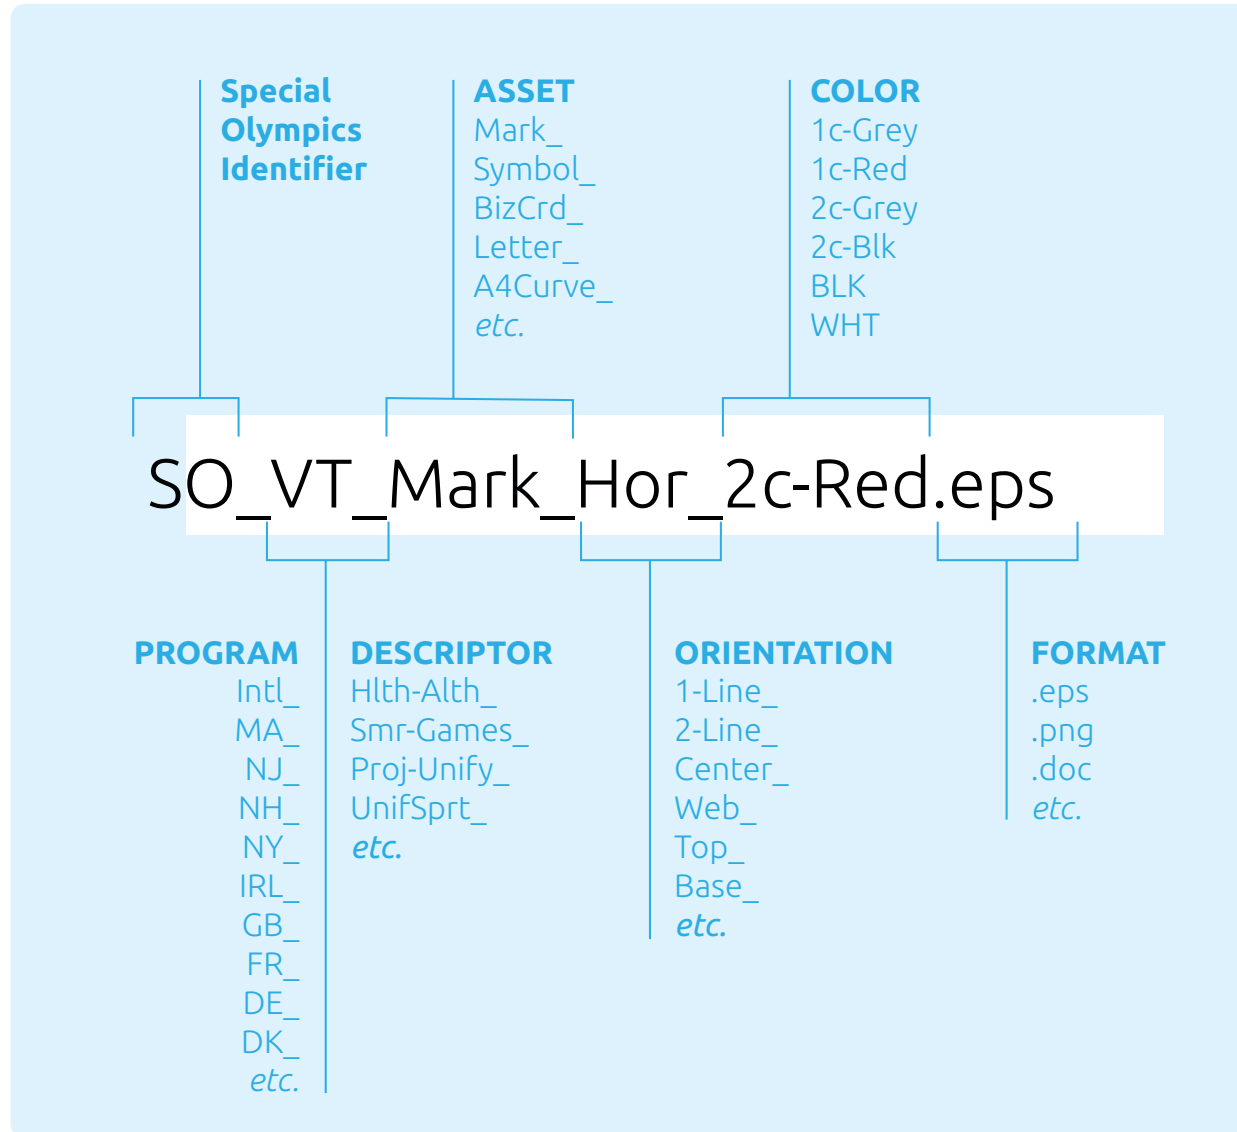 Special
Olympics
Identifier
ASSET
Mark_
Symbol_
BizCrd_
Letter_
A4Curve_
etc.
COLOR
1c-Grey
1c-Red
2c-Grey
2c-Blk
BLK
WHT
SO_VT_Mark_Hor_2c-Red.eps
PROGRAM
Intl_
MA_
NJ_
NH_
NY_
IRL_
GB_
FR_
DE_
DK_
etc.
DESCRIPTOR
Hlth-Alth_
Smr-Games_
Proj-Unify_
UnifSprt_
etc.
ORIENTATION
1-Line_
2-Line_
Center_
Web_
Top_
Base_
etc.
FORMAT
.eps
.png
.doc
etc.